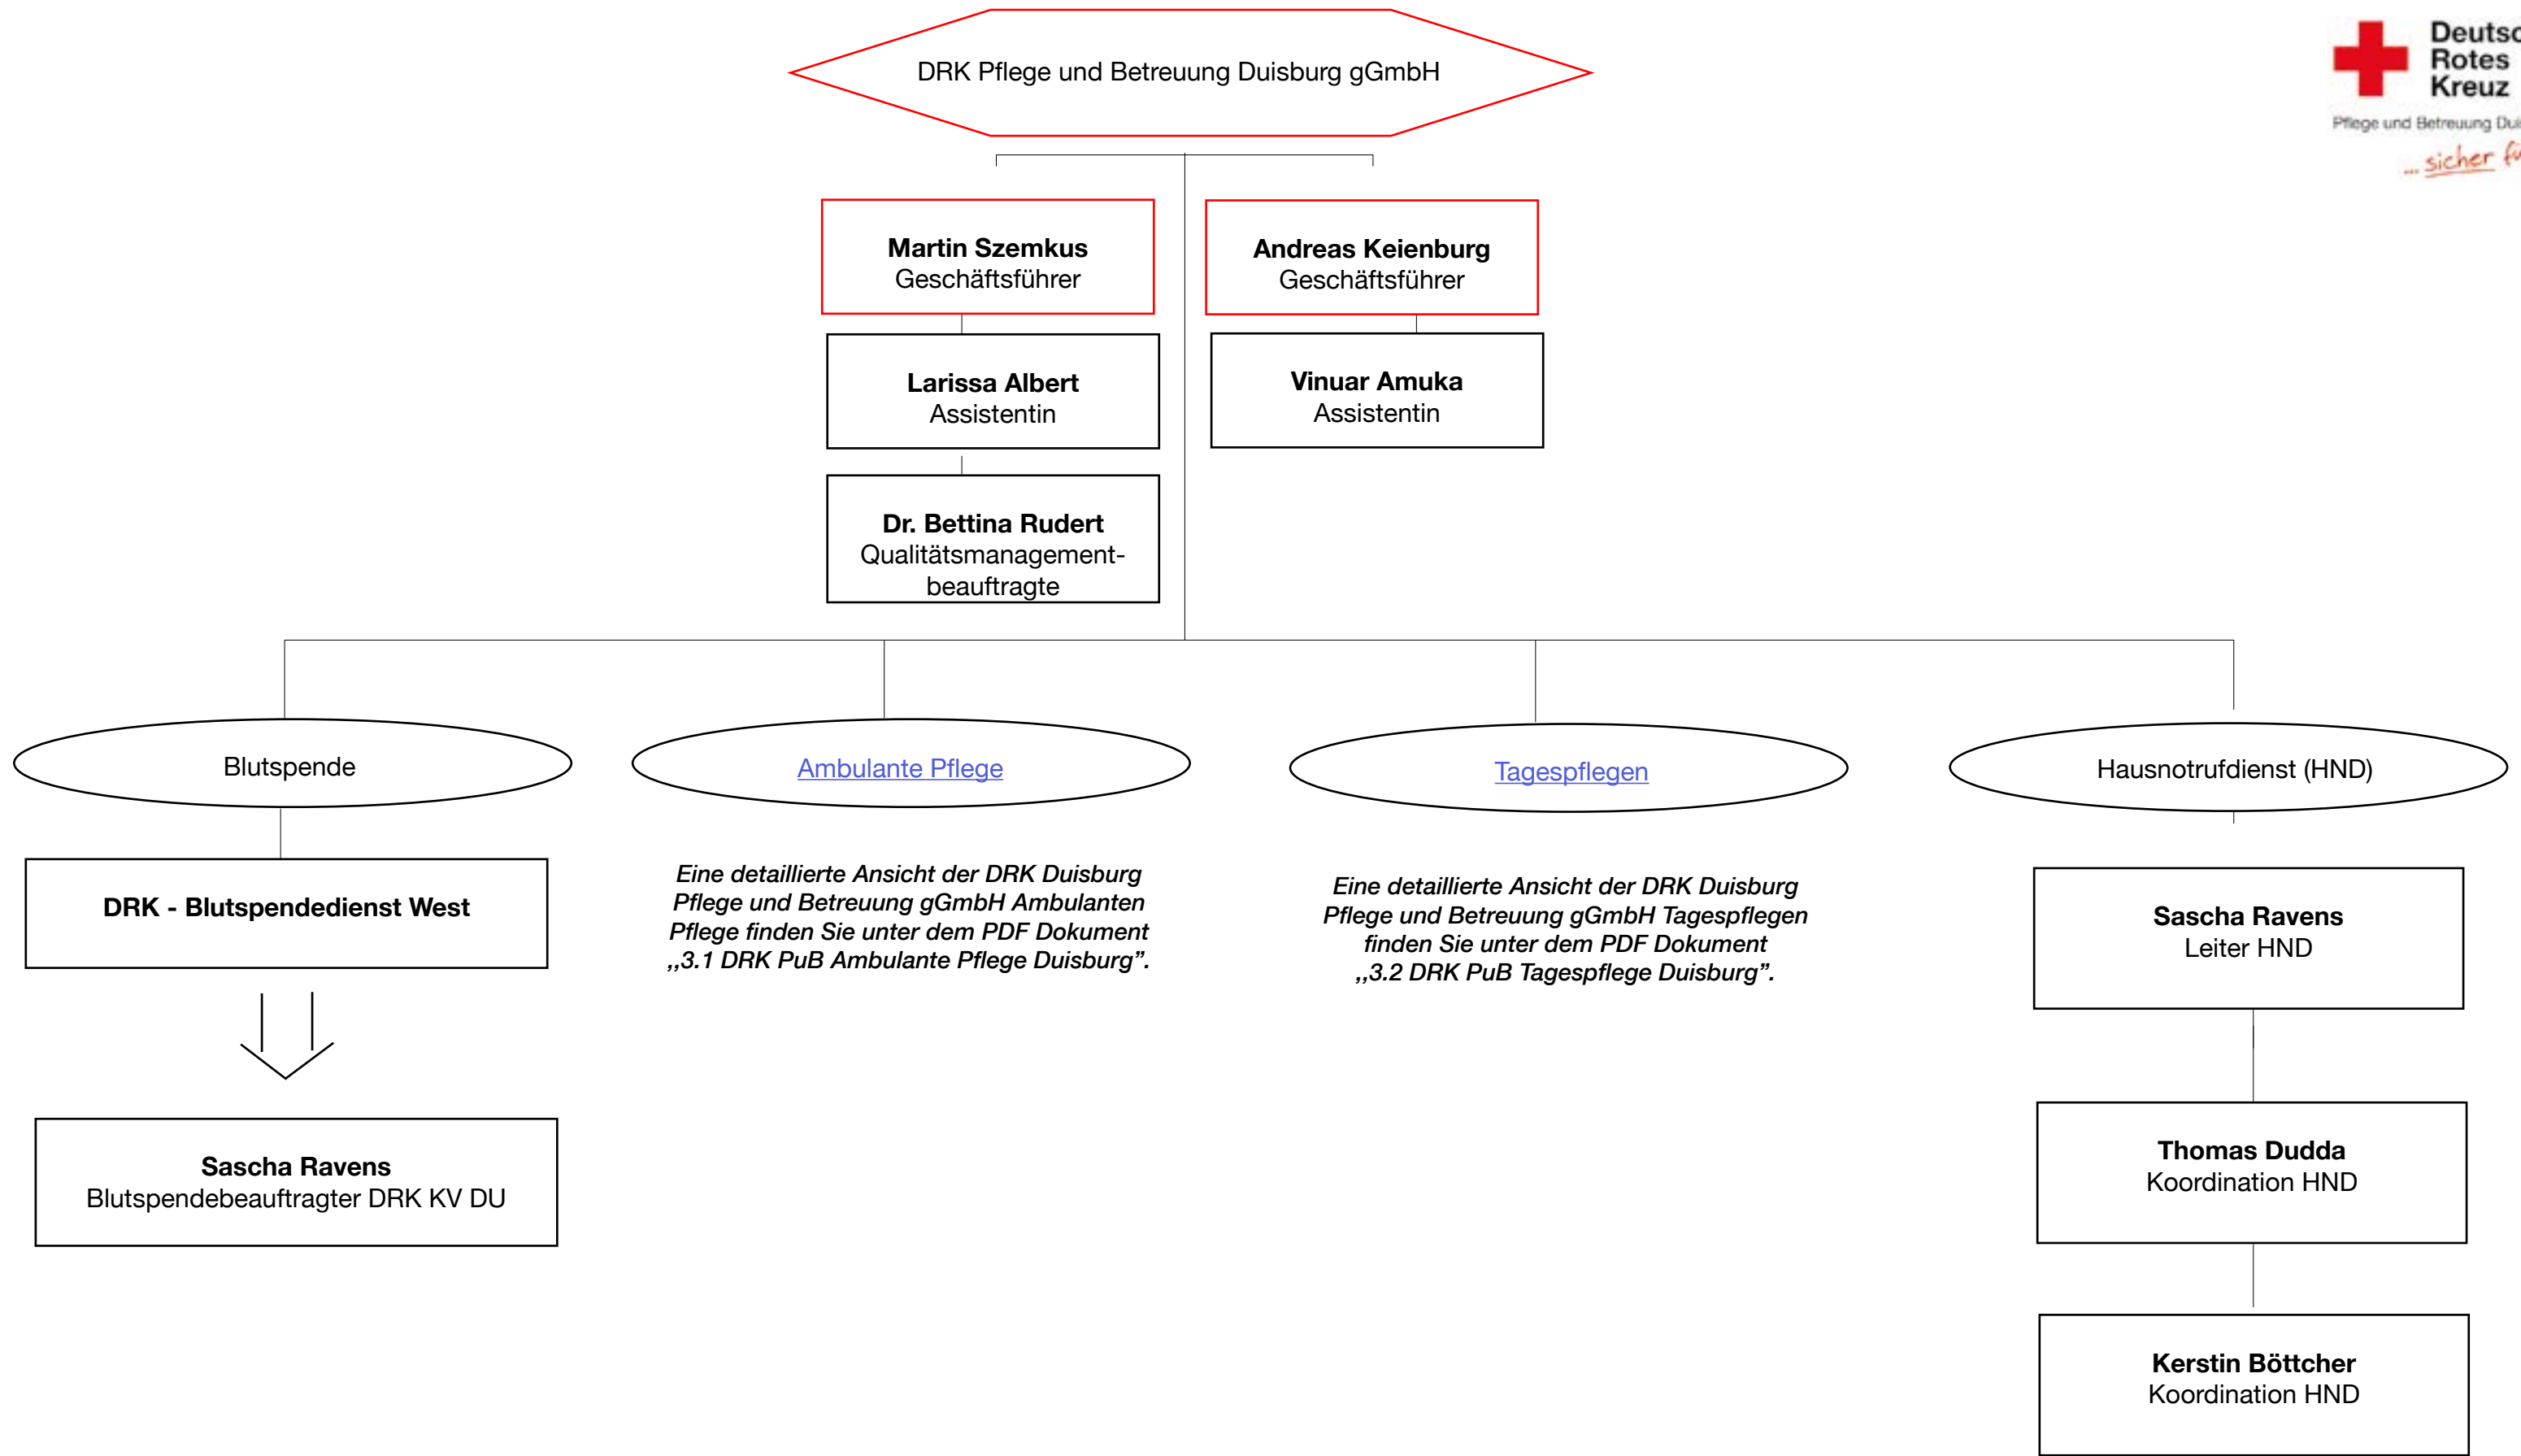 DRK Pflege und Betreuung Duisburg gGmbH
Rotes
Kreuz
Pflege und Betreuung
... sicher
Martin Szemkus
Geschäftsführer
Andreas Keienburg
Geschäftsführer
Larissa Albert
Assistentin
Vinuar Amuka
Assistentin
Dr. Bettina Rudert
Qualitätsmanagement-
beauftragte
Blutspende
Ambulante Pflege
Tagespflegen
Hausnotrufdienst (HND)
DRK - Blutspendedienst West
Sascha Ravens
Blutspendebeauftragter DRK KV DU
Eine detaillierte Ansicht der DRK Duisburg
Pflege und Betreuung gGmbH Ambulanten
Pflege finden Sie unter dem PDF Dokument
,,3.1 DRK PuB Ambulante Pflege Duisburg”.
Eine detaillierte Ansicht der DRK Duisburg
Pflege und Betreuung gGmbH Tagespflegen
finden Sie unter dem PDF Dokument
,,3.2 DRK PuB Tagespflege Duisburg”.
Sascha Ravens
Leiter HND
Thomas Dudda
Koordination HND
Kerstin Böttcher
Koordination HND